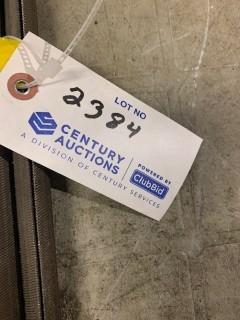 LOT NO
2384
CENTURY
AUCTIONS
A DIVISION OF CENTURY SERVICES
POWERED BY
ClubBid